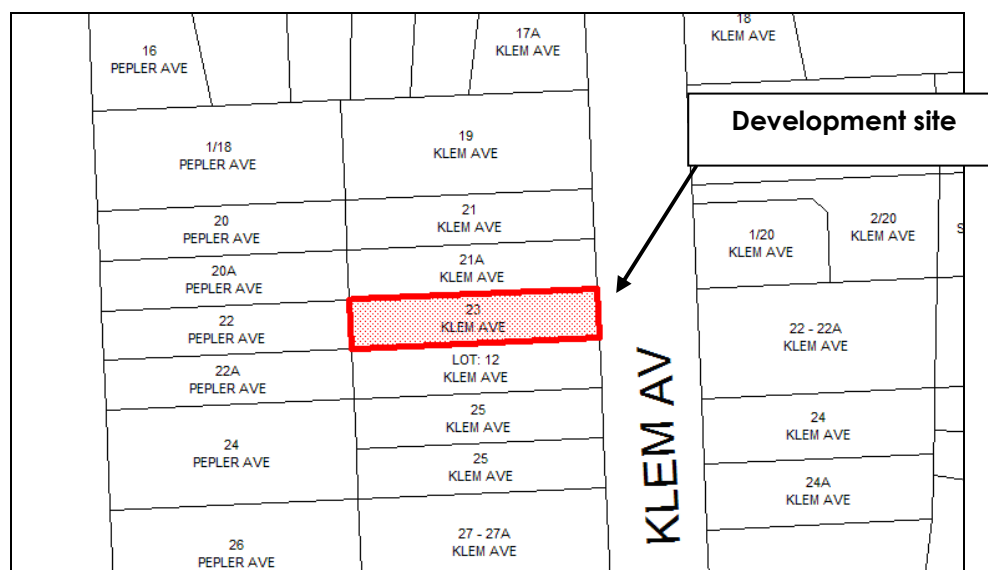 17A
KLEM AVE
18
KLEM AVE
16
PEPLER AVE
Development site
1/18
PEPLER AVE
19
KLEM AVE
20
PEPLER AVE
21
KLEM AVE
1/20
KLEM AVE
2/20
KLEM AVE
S
20A
PEPLER AVE
21A
KLEM AVE
22
PEPLER AVE
23
KLEM AVE
22 - 22A
KLEM AVE
22A
PEPLER AVE
LOT: 12
KLEM AVE
KLEM AV
24
PEPLER AVE
25
KLEM AVE
24
KLEM AVE
25
KLEM AVE
24A
KLEM AVE
26
PEPLER AVE
27 - 27A
KLEM AVE